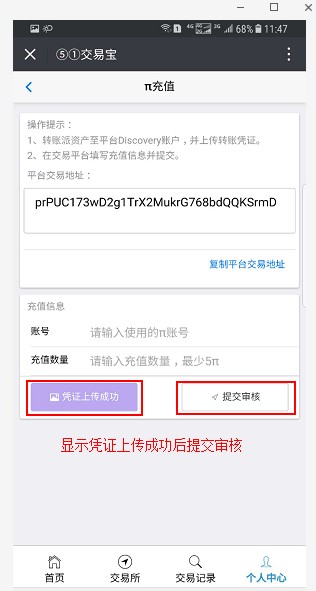 68% 11:47
⑤①交易宝
π充值
操作提示：
1、转账派资产至平台Discovery账户，并上传转账凭证。
2、在交易平台填写充值信息并提交。
平台交易地址：
prPUC173wD2g1TrX2MukrG768bdQQKSrmD
复制平台交易地址
充值信息
账号 请输入使用的π账号
充值数量 请输入充值数量，最少5π
凭证上传成功 提交审核
显示凭证上传成功后提交审核
首页 交易所 交易记录 个人中心